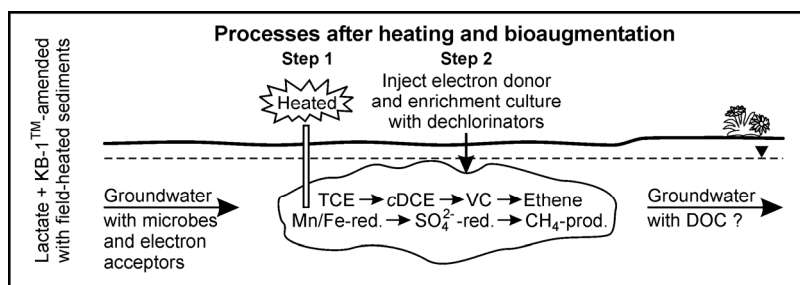 Processes after heating and bioaugmentation
Lactate + KB-1™-amended
with field-heated sediments
Step 1
Heated
Step 2
Inject electron donor
and enrichment culture
with dechlorinators
Groundwater
with microbes
and electron
acceptors
TCE → cDCE → VC → Ethene
Mn/Fe-red. → SO₄²⁻-red. → CH₄-prod.
Groundwater
with DOC ?